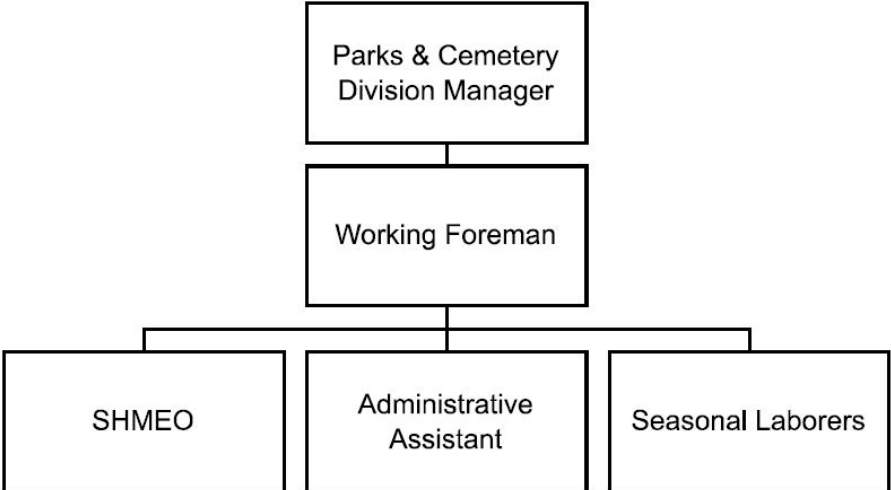 Parks & Cemetery
Division Manager
Working Foreman
SHMEO
Administrative
Assistant
Seasonal Laborers